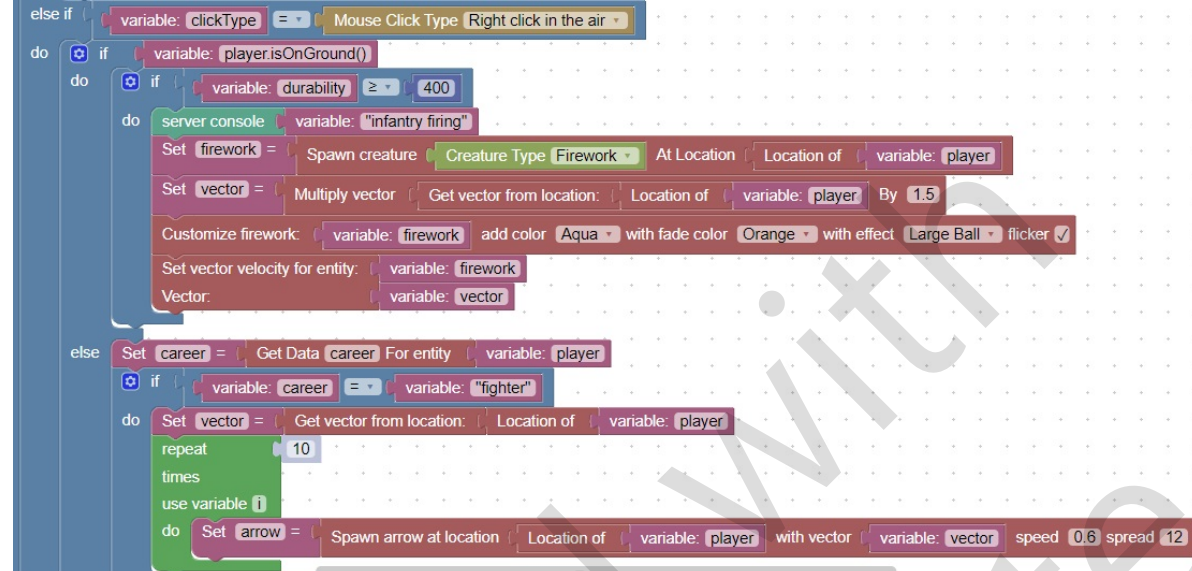 else if variable: clickType = Mouse Click Type Right click in the air
do if variable: player.isOnGround()
do if variable: durability ≥ 400
do server console variable: "infantry firing"
Set firework = Spawn creature Creature Type Firework At Location Location of variable: player
Set vector = Multiply vector Get vector from location: Location of variable: player By 1.5
Customize firework: variable: firework add color Aqua with fade color Orange with effect Large Ball flicker ✓
Set vector velocity for entity: variable: firework
Vector: variable: vector
else Set career = Get Data career For entity variable: player
if variable: career = variable: "fighter"
do Set vector = Get vector from location: Location of variable: player
repeat 10
times
use variable i
do Set arrow = Spawn arrow at location Location of variable: player with vector variable: vector speed 0.6 spread 12
with